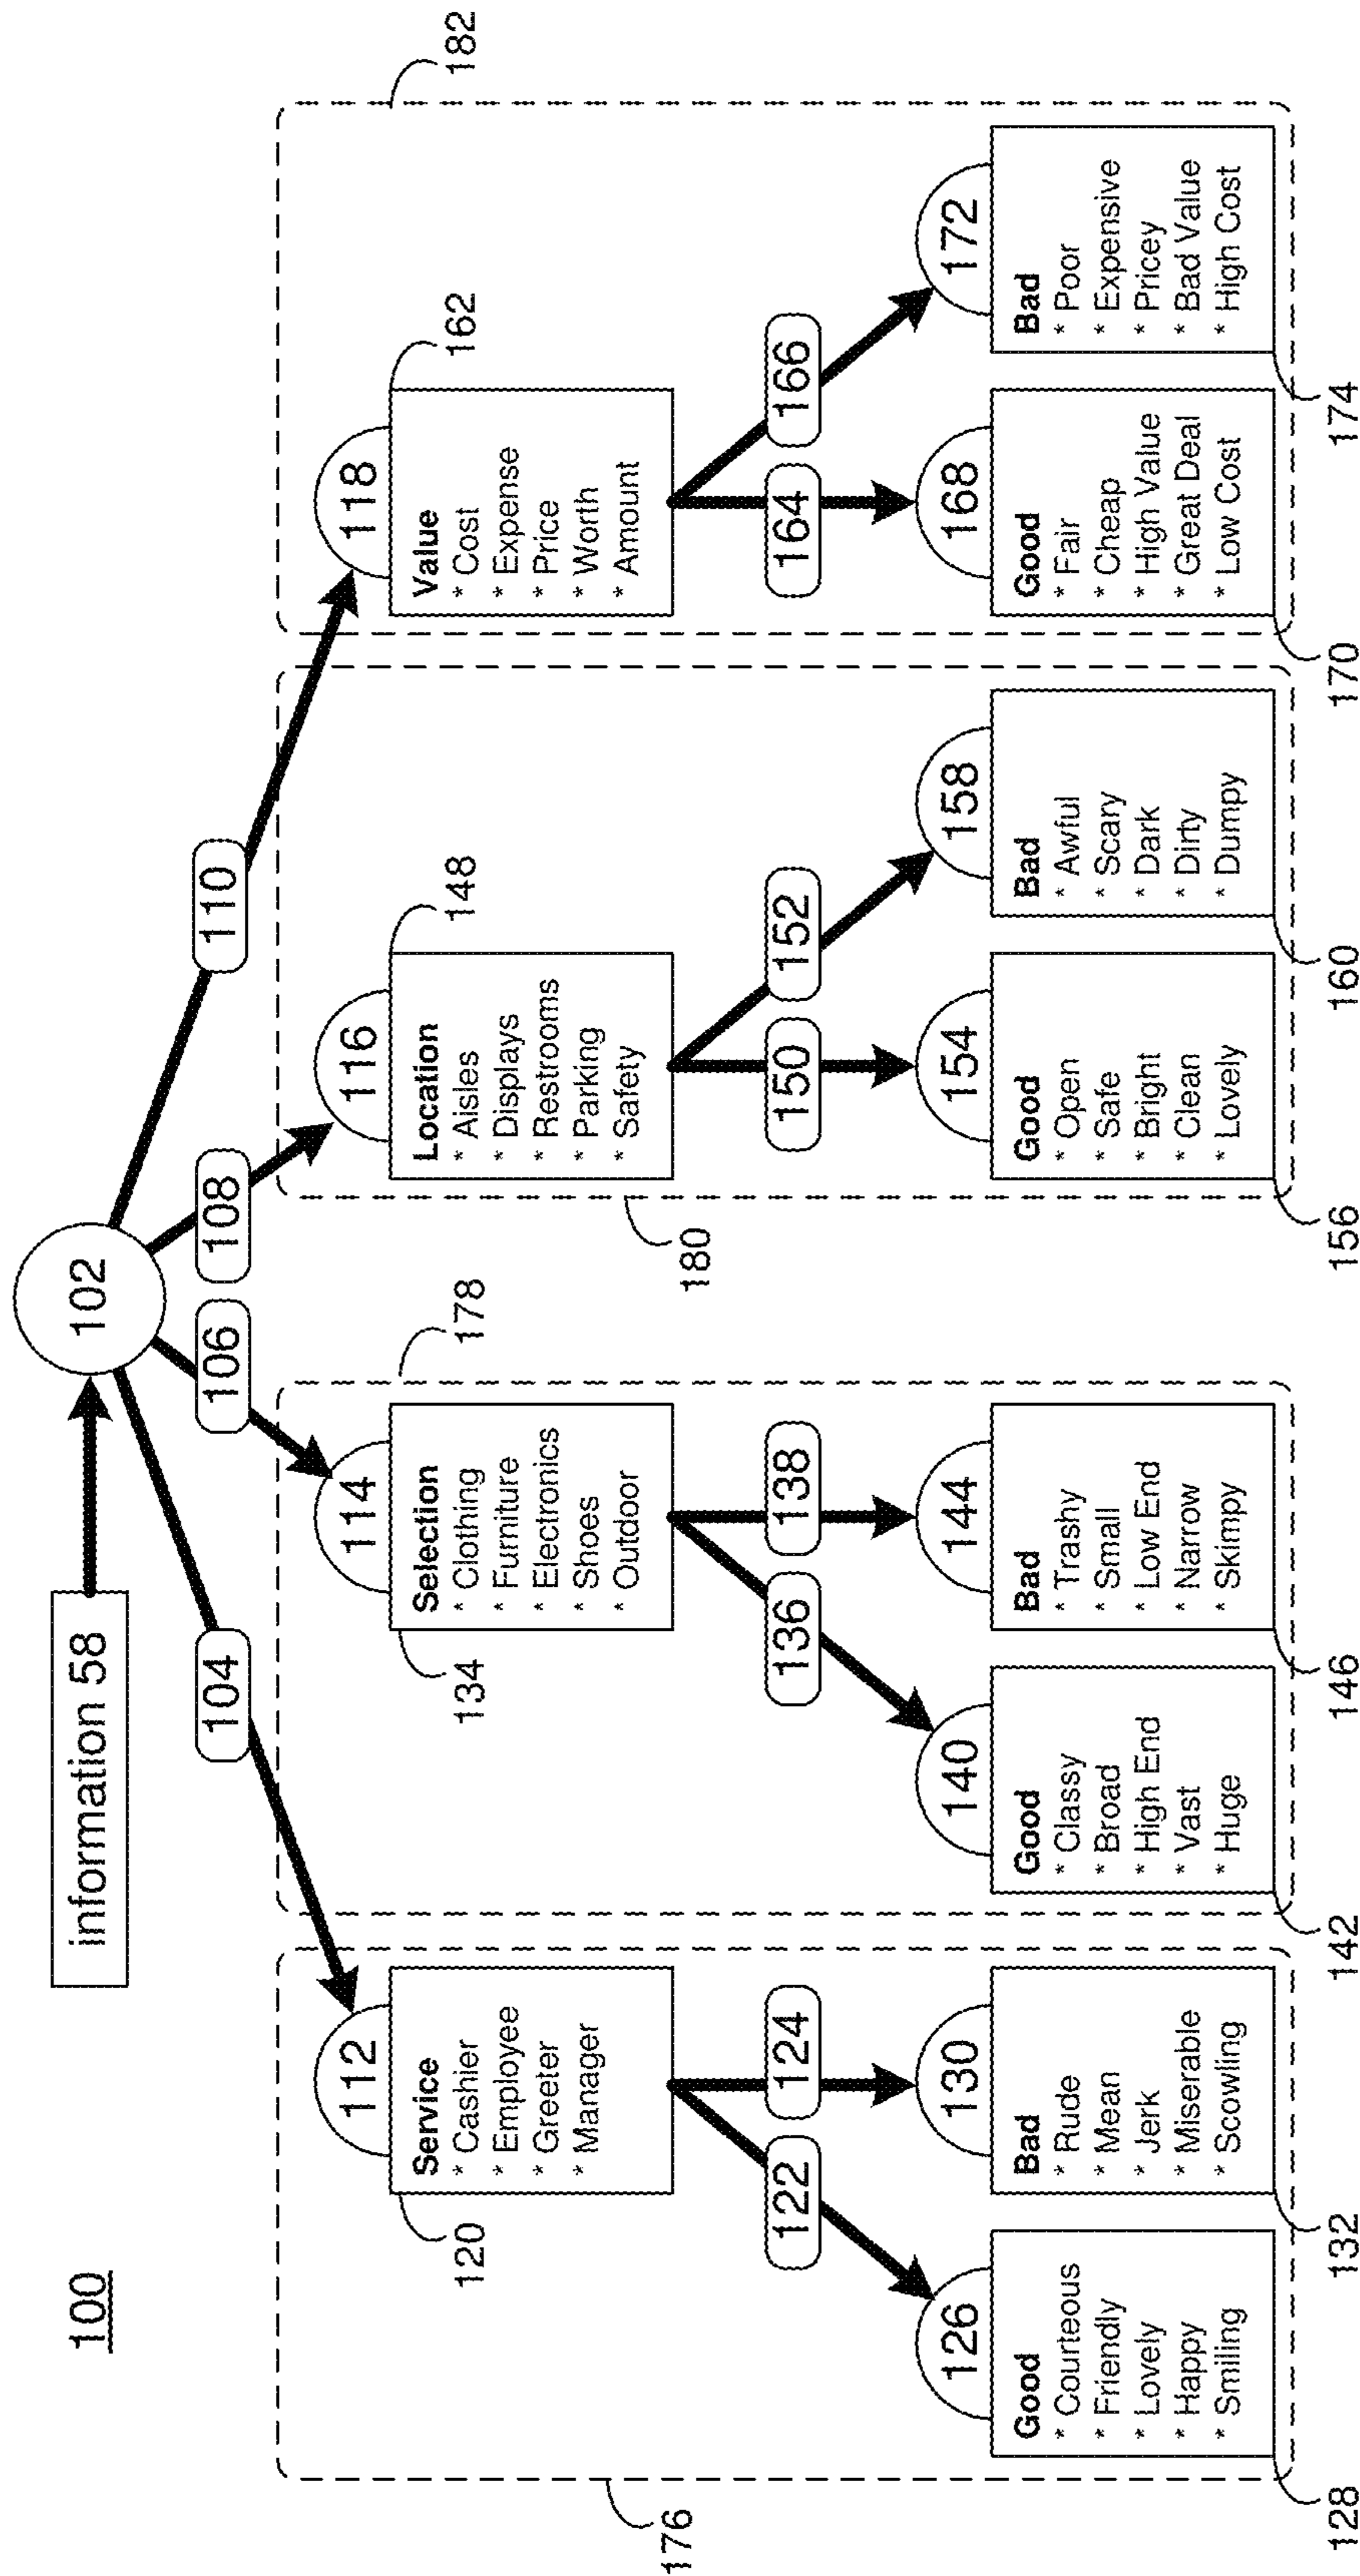 100
information 58
102
104
106
108
110
176
112
120
Service
* Cashier
* Employee
* Greeter
* Manager
122
124
126
Good
* Courteous
* Friendly
* Lovely
* Happy
* Smiling
128
130
Bad
* Rude
* Mean
* Jerk
* Miserable
* Scowling
132
178
114
134
Selection
* Clothing
* Furniture
* Electronics
* Shoes
* Outdoor
136
138
140
Good
* Classy
* Broad
* High End
* Vast
* Huge
142
144
Bad
* Trashy
* Small
* Low End
* Narrow
* Skimpy
146
180
116
148
Location
* Aisles
* Displays
* Restrooms
* Parking
* Safety
150
152
154
Good
* Open
* Safe
* Bright
* Clean
* Lovely
156
158
Bad
* Awful
* Scary
* Dark
* Dirty
* Dumpy
160
182
118
162
Value
* Cost
* Expense
* Price
* Worth
* Amount
164
166
168
Good
* Fair
* Cheap
* High Value
* Great Deal
* Low Cost
170
172
Bad
* Poor
* Expensive
* Pricey
* Bad Value
* High Cost
174